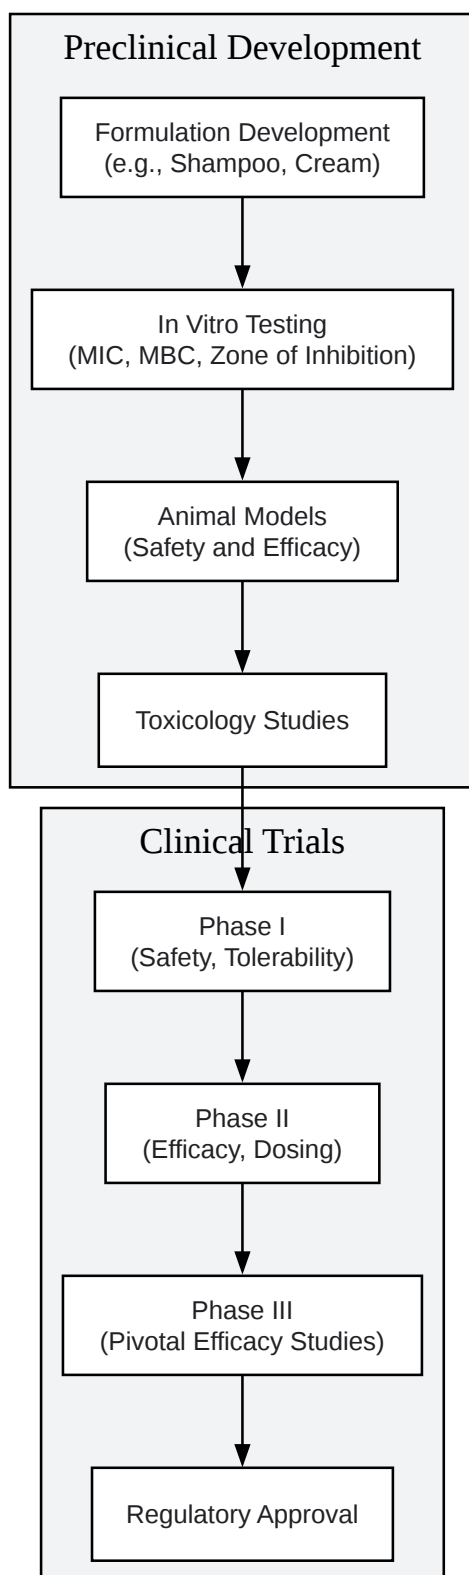 Preclinical Development
Formulation Development
(e.g., Shampoo, Cream)
In Vitro Testing
(MIC, MBC, Zone of Inhibition)
Animal Models
(Safety and Efficacy)
Toxicology Studies
Clinical Trials
Phase I
(Safety, Tolerability)
Phase II
(Efficacy, Dosing)
Phase III
(Pivotal Efficacy Studies)
Regulatory Approval